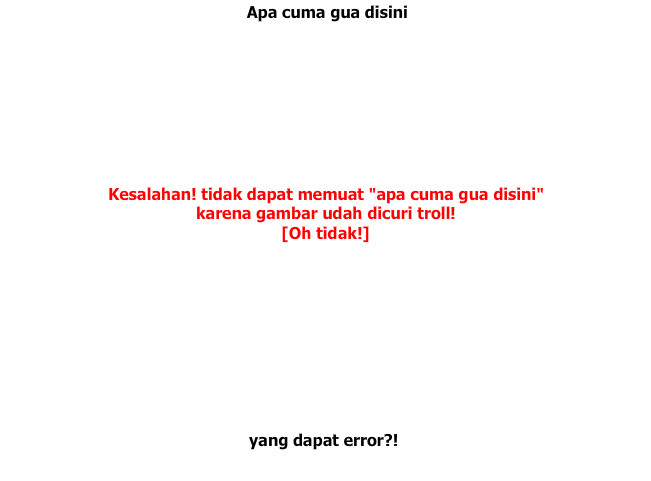 Apa cuma gua disini
Kesalahan! tidak dapat memuat "apa cuma gua disini"
karena gambar udah dicuri troll!
[Oh tidak!]
yang dapat error?!